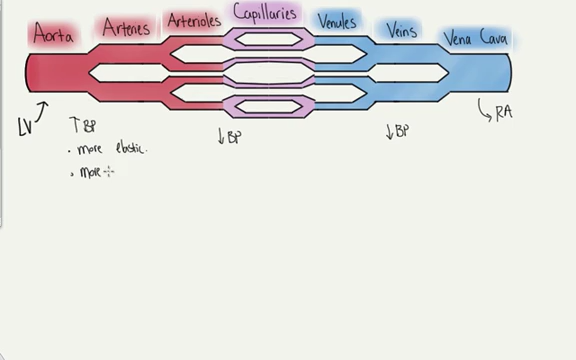 Aorta
Arteries
Arterioles
Capillaries
Venules
Veins
Vena Cava
LV
↑BP
· more elastic.
· more
↓BP
↓BP
RA